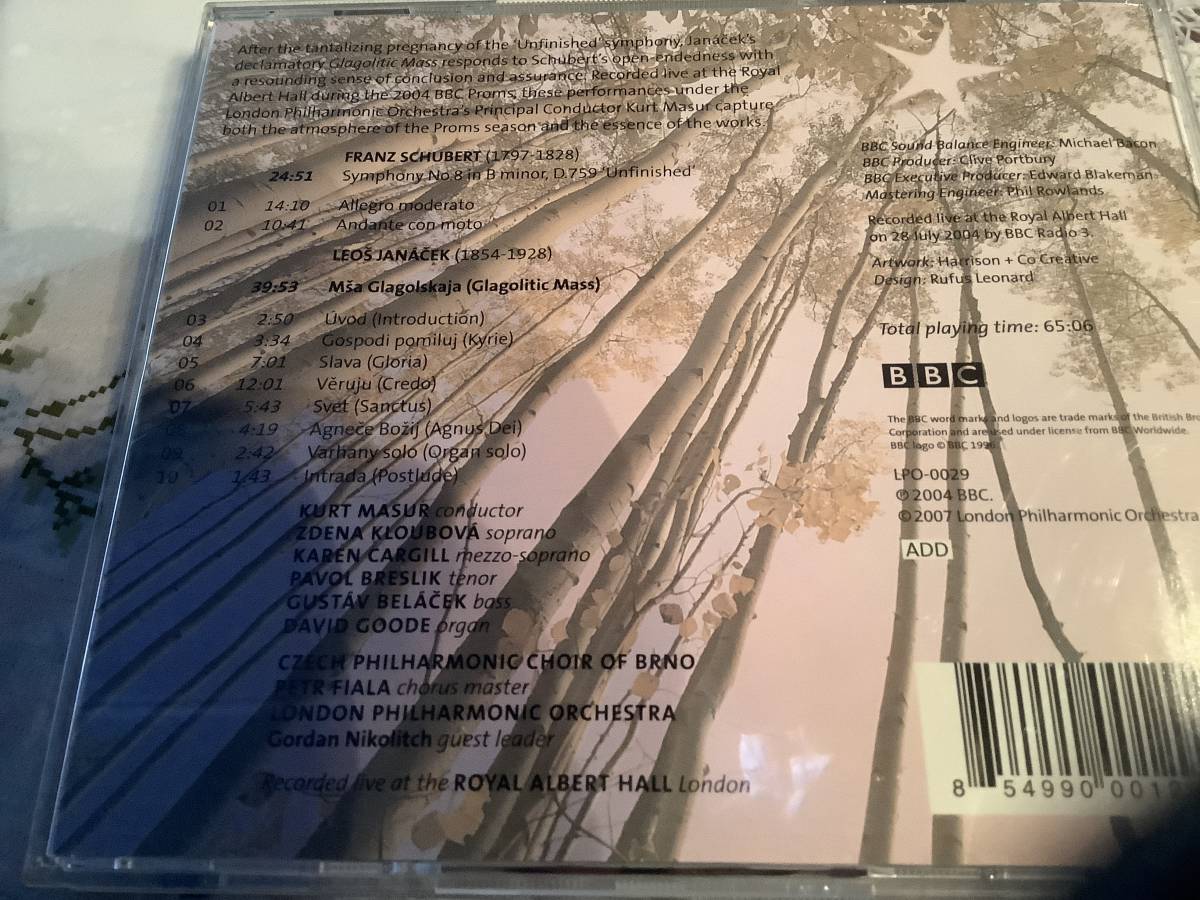 After the tantalizing pregnancy of the 'Unfinished' symphony, Janáček's
declamatory Glagolitic Mass responds to Schubert's open-endedness with
a resounding sense of conclusion and assurance. Recorded live at the Royal
Albert Hall during the 2004 BBC Proms, these performances under the
London Philharmonic Orchestra's Principal Conductor Kurt Masur capture
both the atmosphere of the Proms season and the essence of the works.
FRANZ SCHUBERT (1797-1828)
24:51 Symphony No.8 in B minor, D.759 'Unfinished'
01 14:10 Allegro moderato
02 10:41 Andante con moto
LEOŠ JANÁČEK (1854-1928)
39:53 Mša Glagolskaja (Glagolitic Mass)
03 2:50 Úvod (Introduction)
04 3:34 Gospodi pomiluj (Kyrie)
05 7:01 Slava (Gloria)
06 12:01 Věruju (Credo)
07 5:43 Svet (Sanctus)
4:19 Agneče Božij (Agnus Dei)
09 2:42 Varhany solo (Organ solo)
10 1:43 Intrada (Postlude)
KURT MASUR conductor
ZDENA KLOUBOVÁ soprano
KAREN CARGILL mezzo-soprano
PAVOL BRESLIK tenor
GUSTÁV BELÁČEK bass
DAVID GOODE organ
CZECH PHILHARMONIC CHOIR OF BRNO
PETR FIALA chorus master
LONDON PHILHARMONIC ORCHESTRA
Gordan Nikolitch guest leader
Recorded live at the ROYAL ALBERT HALL London
BBC Sound Balance Engineer: Michael Bacon
BBC Producer: Clive Portbury
BBC Executive Producer: Edward Blakeman
Mastering Engineer: Phil Rowlands
Recorded live at the Royal Albert Hall
on 28 July 2004 by BBC Radio 3.
Artwork: Harrison + Co Creative
Design: Rufus Leonard
Total playing time: 65:06
BBC
The BBC word marks and logos are trade marks of the British
Corporation and are used under license from BBC Worldwide.
BBC logo © BBC 1996
LPO-0029
℗ 2004 BBC.
© 2007 London Philharmonic Orchestra
ADD
8 54990 001